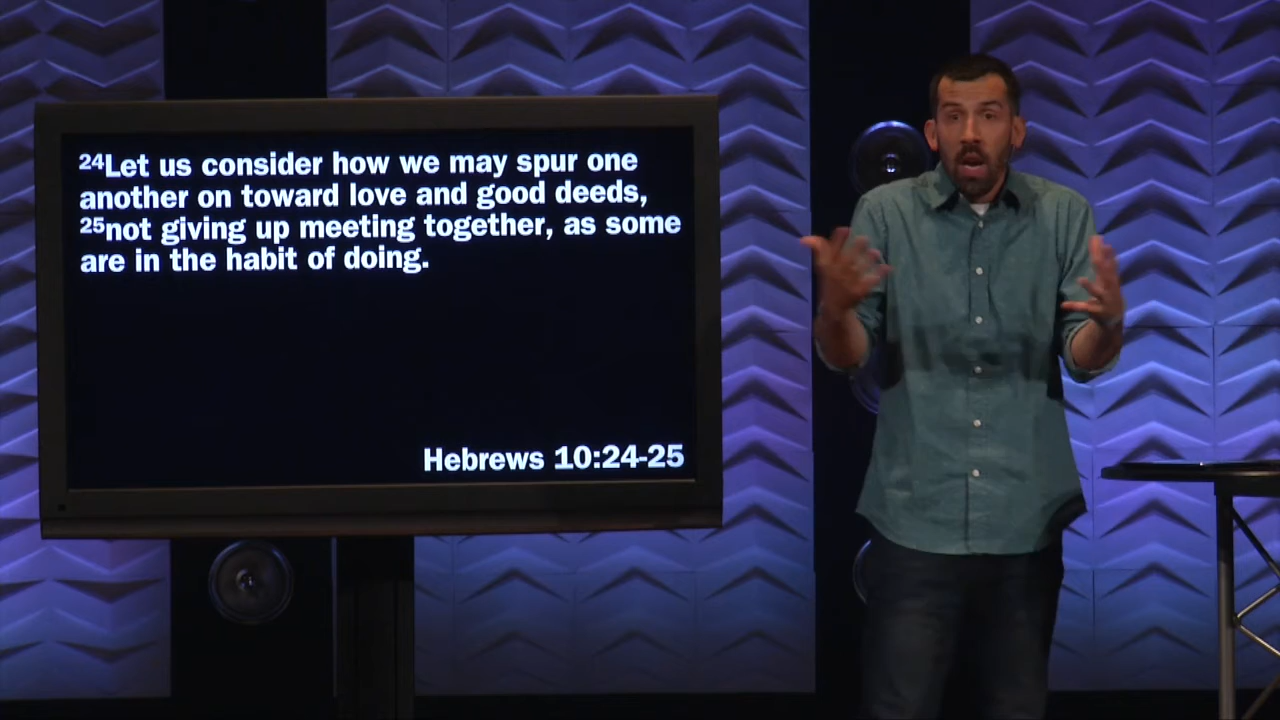 24Let us consider how we may spur one
another on toward love and good deeds,
25not giving up meeting together, as some
are in the habit of doing.
Hebrews 10:24-25